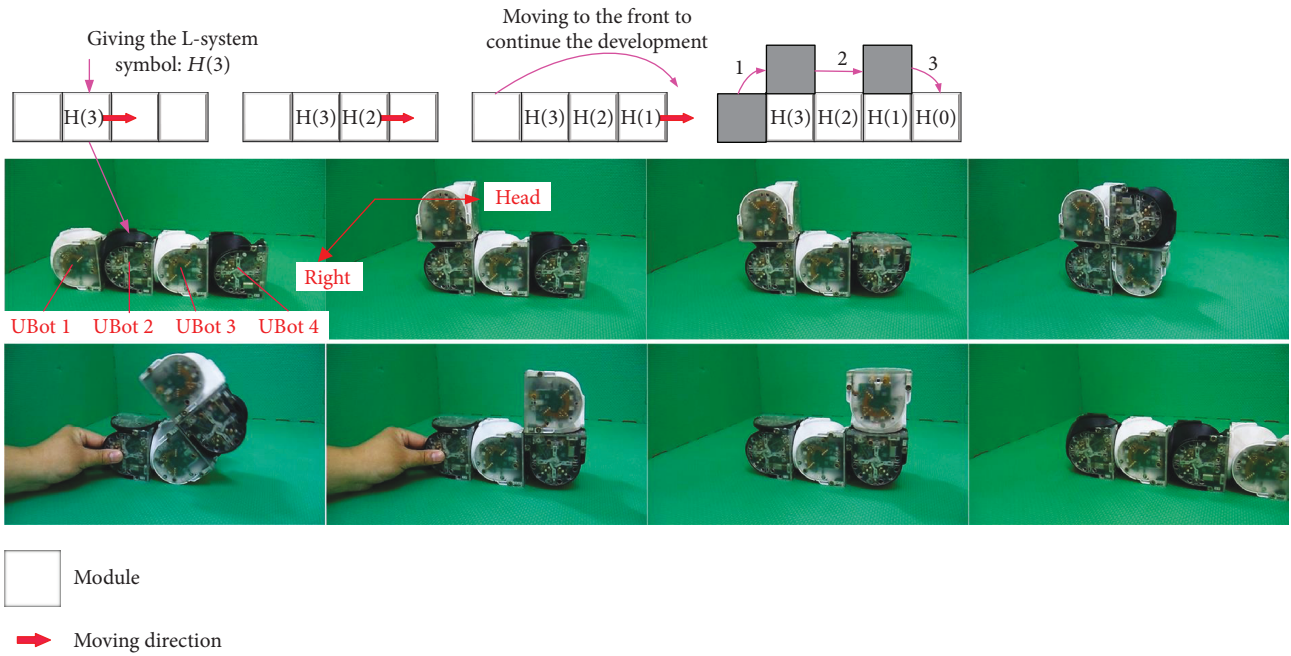 Giving the L-system
symbol: H(3)
Moving to the front to
continue the development
1
2
3
H(3)
H(3) H(2)
H(3) H(2) H(1)
H(3) H(2) H(1) H(0)
Head
Right
UBot 1 UBot 2 UBot 3 UBot 4
Module
Moving direction